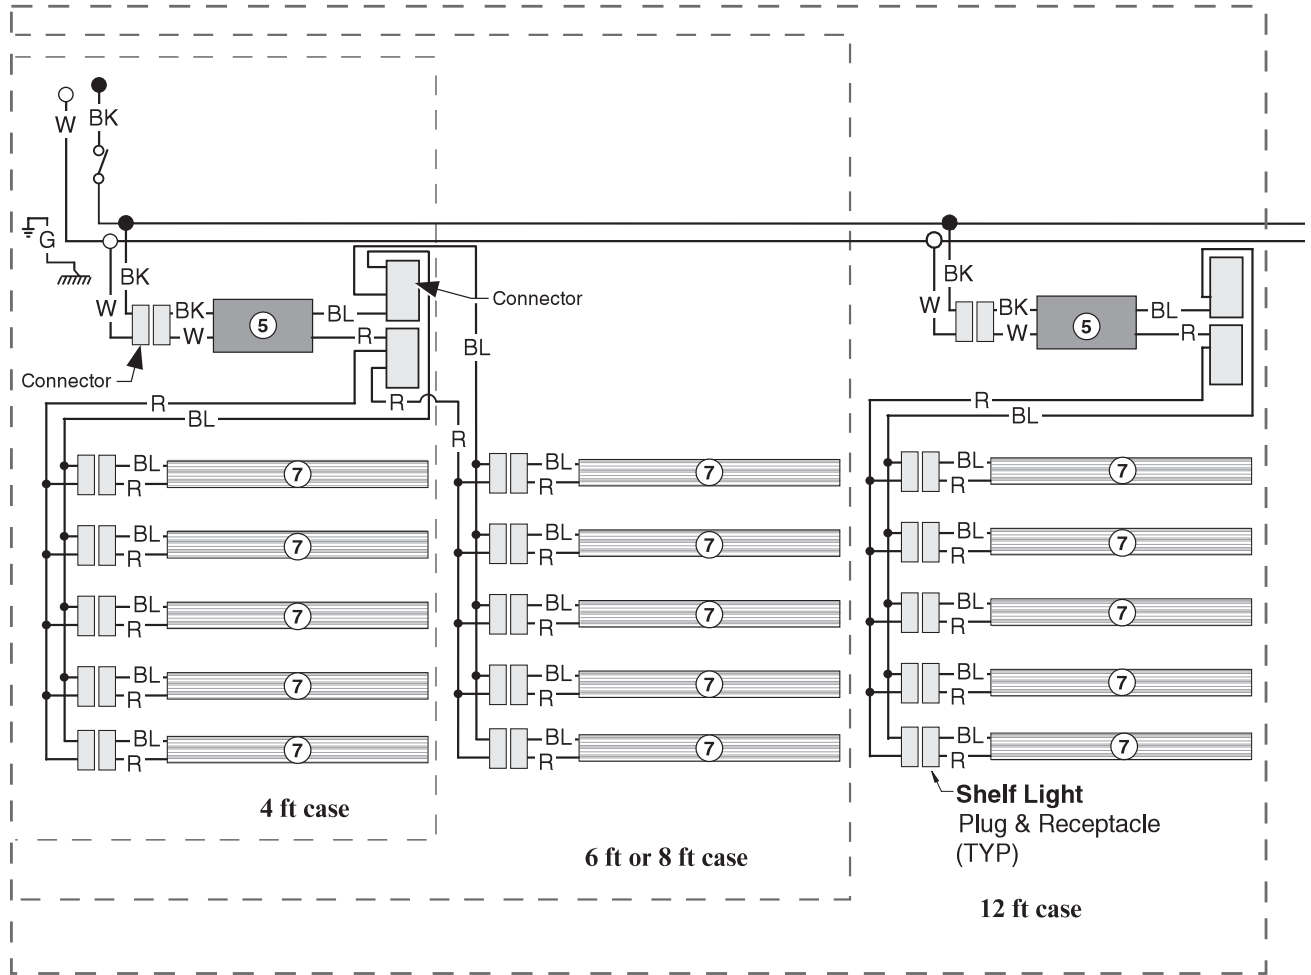 W
BK
G
BK
W
BK
W
5
BL
R
Connector
Connector
BL
R
R
BL
R
BK
W
BK
W
5
BL
R
R
BL
BL
R
7
BL
R
7
BL
R
7
BL
R
7
BL
R
7
BL
R
7
BL
R
7
BL
R
7
BL
R
7
BL
R
7
BL
R
7
BL
R
7
BL
R
7
BL
R
7
BL
R
7
4 ft case
6 ft or 8 ft case
Shelf Light
Plug & Receptacle
(TYP)
12 ft case